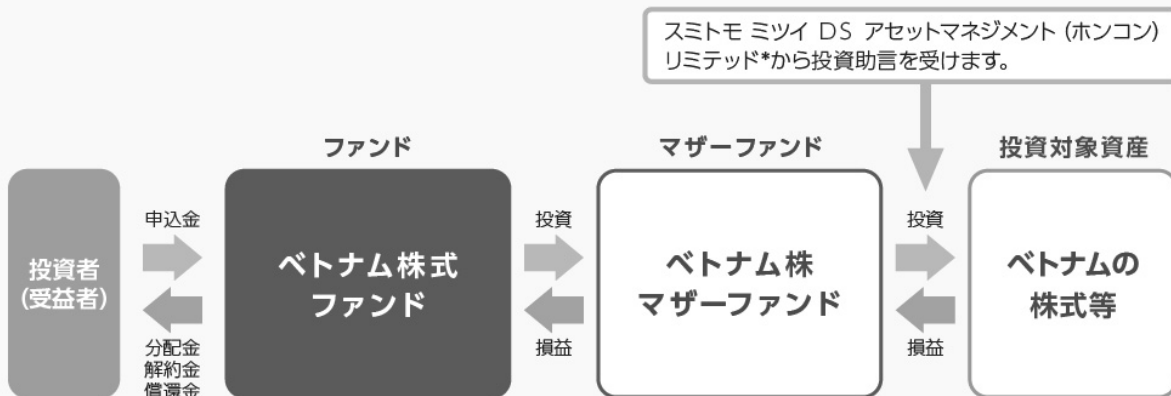 スミトモ ミツイ DS アセットマネジメント (ホンコン)
リミテッド*から投資助言を受けます。
ファンド
マザーファンド
投資対象資産
投資者
(受益者)
申込金
分配金
解約金
償還金
ベトナム株式
ファンド
投資
損益
ベトナム株
マザーファンド
投資
損益
ベトナムの
株式等